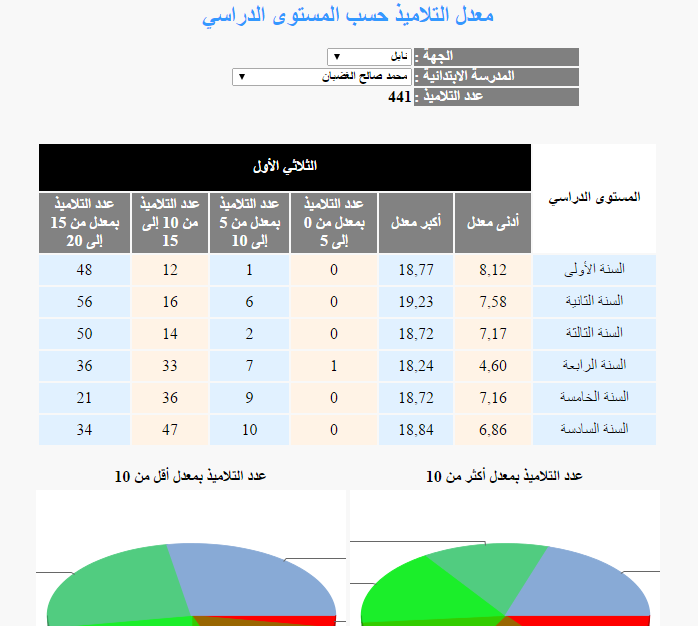 معدل التلاميذ حسب المستوى الدراسي
الجهة : نابل
المدرسة الابتدائية : محمد صالح الغضبان
عدد التلاميذ : 441
المستوى الدراسي
الثلاثي الأول
أدنى معدل
أكبر معدل
عدد التلاميذ
بمعدل من 0
إلى 5
عدد التلاميذ
بمعدل من 5
إلى 10
عدد التلاميذ
من 10 إلى
15
عدد التلاميذ
بمعدل من 15
إلى 20
السنة الأولى 8,12 18,77 0 1 12 48
السنة الثانية 7,58 19,23 0 6 16 56
السنة الثالثة 7,17 18,72 0 2 14 50
السنة الرابعة 4,60 18,24 1 7 33 36
السنة الخامسة 7,16 18,72 0 9 36 21
السنة السادسة 6,86 18,84 0 10 47 34
عدد التلاميذ بمعدل أكثر من 10
عدد التلاميذ بمعدل أقل من 10